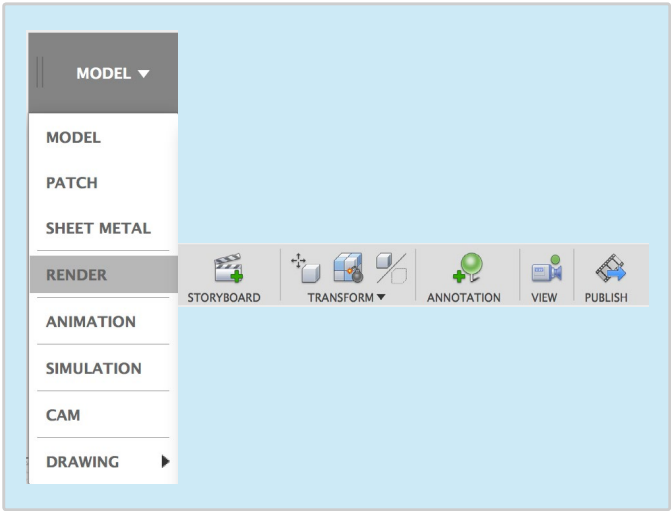 MODEL ▼
MODEL
PATCH
SHEET METAL
RENDER
ANIMATION
SIMULATION
CAM
DRAWING ▶
STORYBOARD TRANSFORM ▼ ANNOTATION VIEW PUBLISH